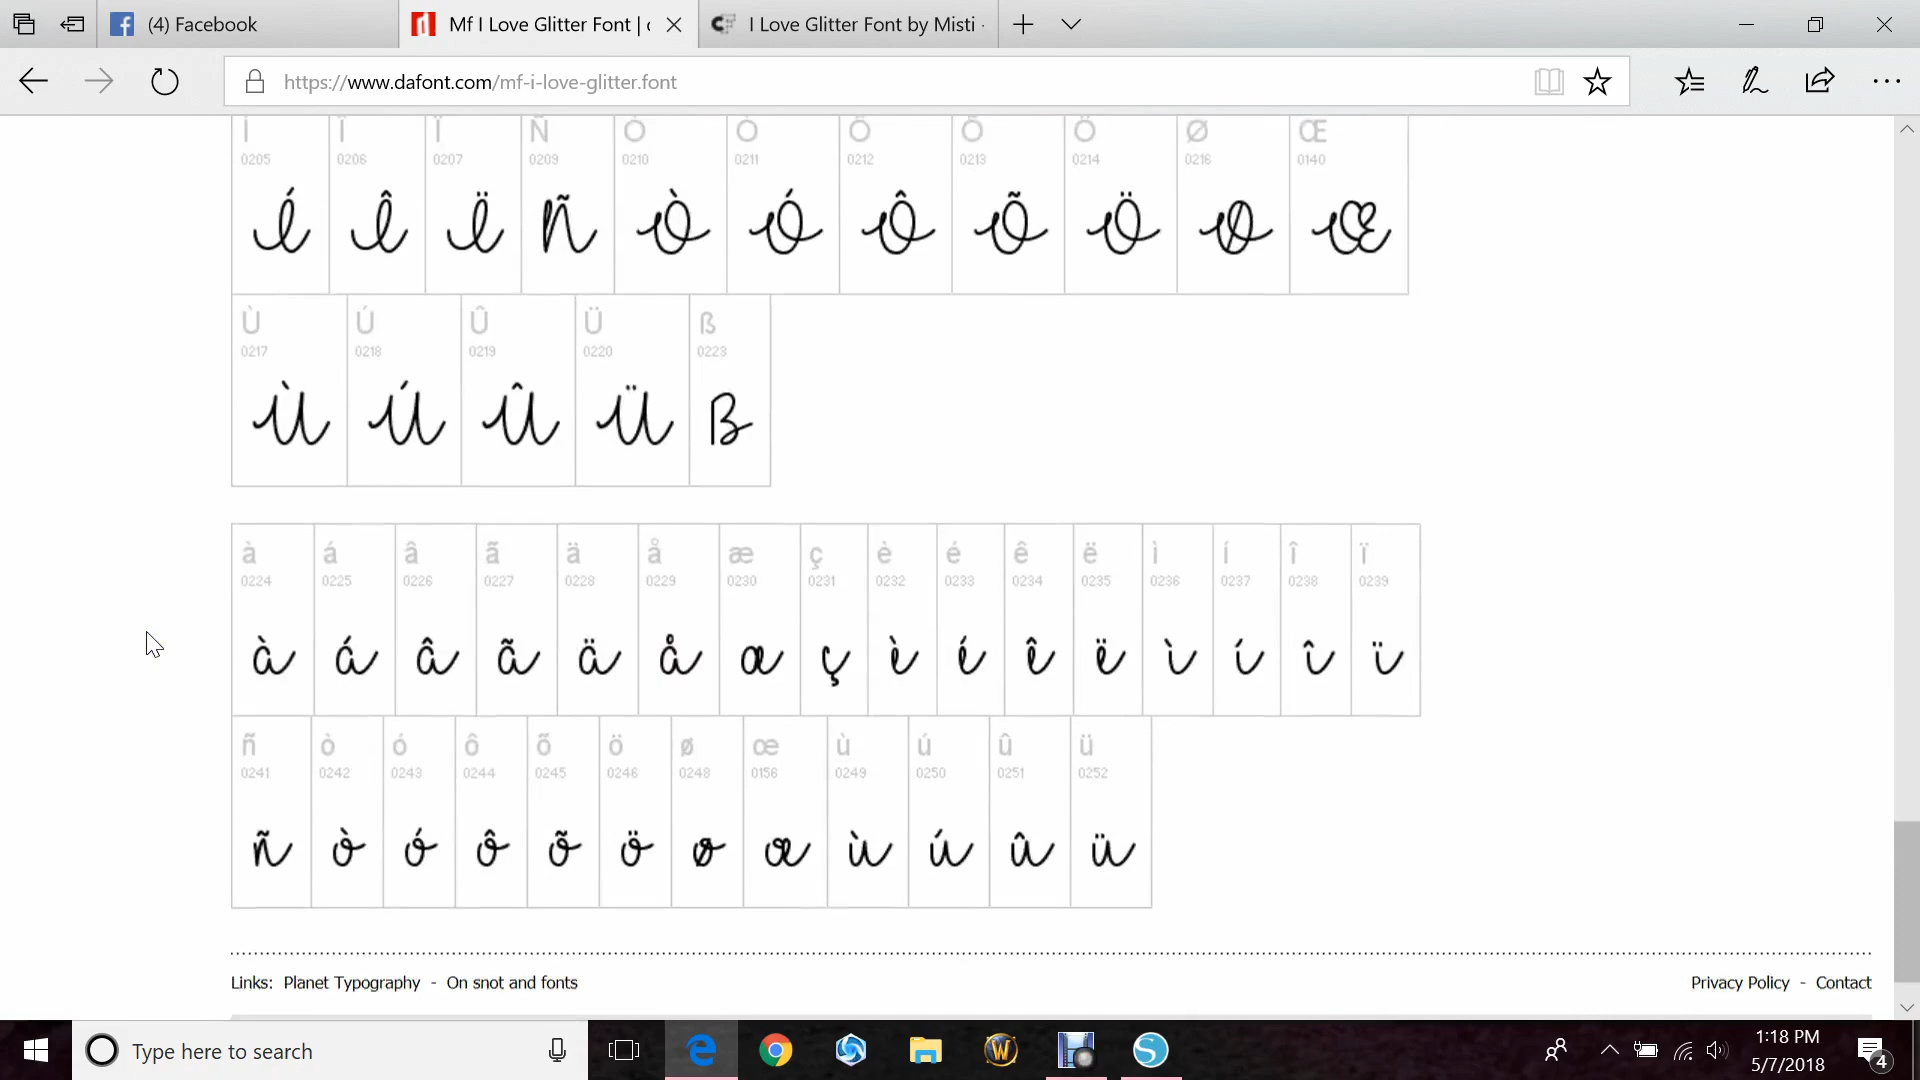 (4) Facebook
Mf I Love Glitter Font | d
I Love Glitter Font by Misti ·
https://www.dafont.com/mf-i-love-glitter.font
Í Î Ï Ñ Ò Ó Ô Õ Ö Ø Œ
0205 0206 0207 0209 0210 0211 0212 0213 0214 0216 0140
Í Î Ï Ñ Ò Ó Ô Õ Ö Ø Œ
Ù Ú Û Ü ß
0217 0218 0219 0220 0223
Ù Ú Û Ü ß
à á â ã ä å æ ç è é ê ë ì í î ï
0224 0225 0226 0227 0228 0229 0230 0231 0232 0233 0234 0235 0236 0237 0238 0239
à á â ã ä å æ ç è é ê ë ì í î ï
ñ ò ó ô õ ö ø œ ù ú û ü
0241 0242 0243 0244 0245 0246 0248 0156 0249 0250 0251 0252
ñ ò ó ô õ ö ø œ ù ú û ü
Links: Planet Typography - On snot and fonts
Privacy Policy - Contact
Type here to search
1:18 PM
5/7/2018
4